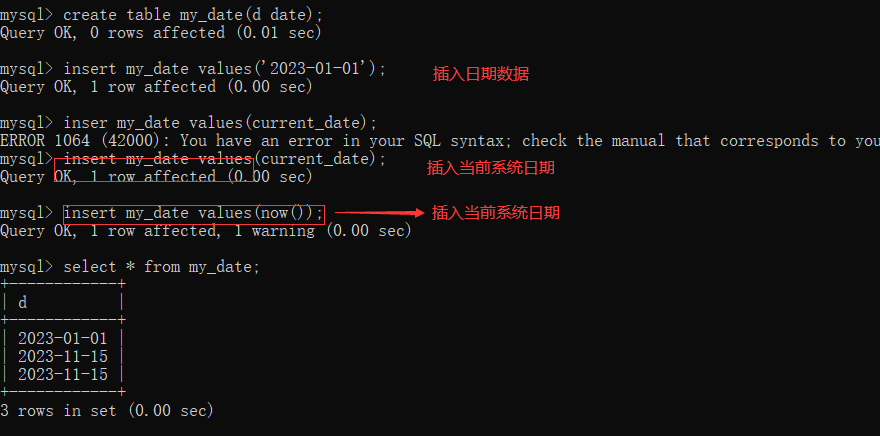 mysql> create table my_date(d date);
Query OK, 0 rows affected (0.01 sec)
mysql> insert my_date values('2023-01-01');
插入日期数据
Query OK, 1 row affected (0.00 sec)
mysql> inser my_date values(current_date);
ERROR 1064 (42000): You have an error in your SQL syntax; check the manual that corresponds to you
mysql> insert my_date values(current_date);
插入当前系统日期
Query OK, 1 row affected (0.00 sec)
mysql> insert my_date values(now());
插入当前系统日期
Query OK, 1 row affected, 1 warning (0.00 sec)
mysql> select * from my_date;
+------------+
| d          |
+------------+
| 2023-01-01 |
| 2023-11-15 |
| 2023-11-15 |
+------------+
3 rows in set (0.00 sec)